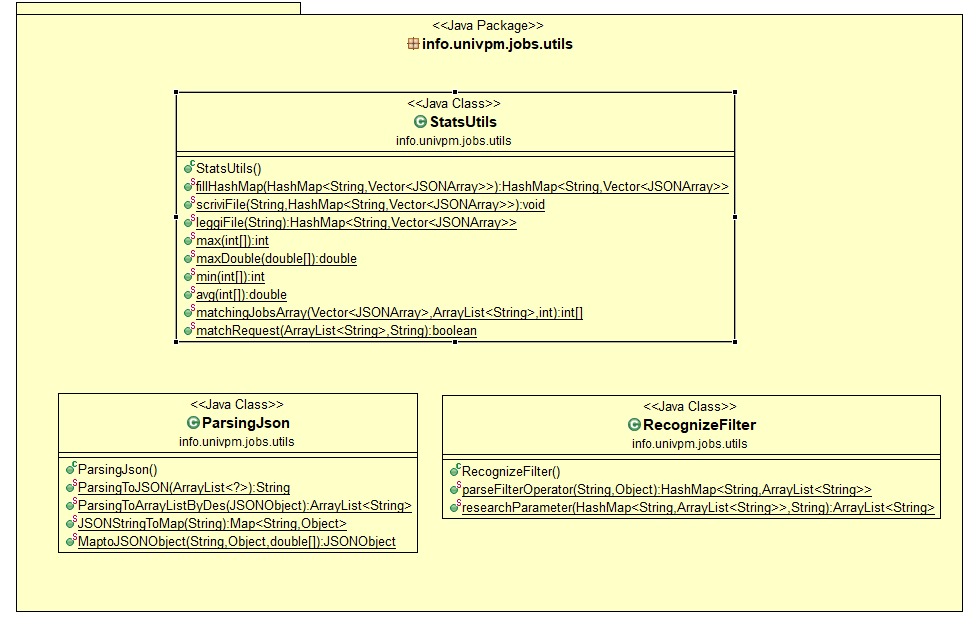 <<Java Package>>
info.univpm.jobs.utils
<<Java Class>>
StatsUtils
info.univpm.jobs.utils
StatsUtils()
fillHashMap(HashMap<String,Vector<JSONArray>>):HashMap<String,Vector<JSONArray>>
scriviFile(String,HashMap<String,Vector<JSONArray>>):void
leggiFile(String):HashMap<String,Vector<JSONArray>>
max(int[]):int
maxDouble(double[]):double
min(int[]):int
avg(int[]):double
matchingJobsArray(Vector<JSONArray>,ArrayList<String>,int):int[]
matchRequest(ArrayList<String>,String):boolean
<<Java Class>>
ParsingJson
info.univpm.jobs.utils
ParsingJson()
ParsingToJSON(ArrayList<?>):String
ParsingToArrayListByDes(JSONObject):ArrayList<String>
JSONStringToMap(String):Map<String,Object>
MaptoJSONObject(String,Object,double[]):JSONObject
<<Java Class>>
RecognizeFilter
info.univpm.jobs.utils
RecognizeFilter()
parseFilterOperator(String,Object):HashMap<String,ArrayList<String>>
researchParameter(HashMap<String,ArrayList<String>>,String):ArrayList<String>